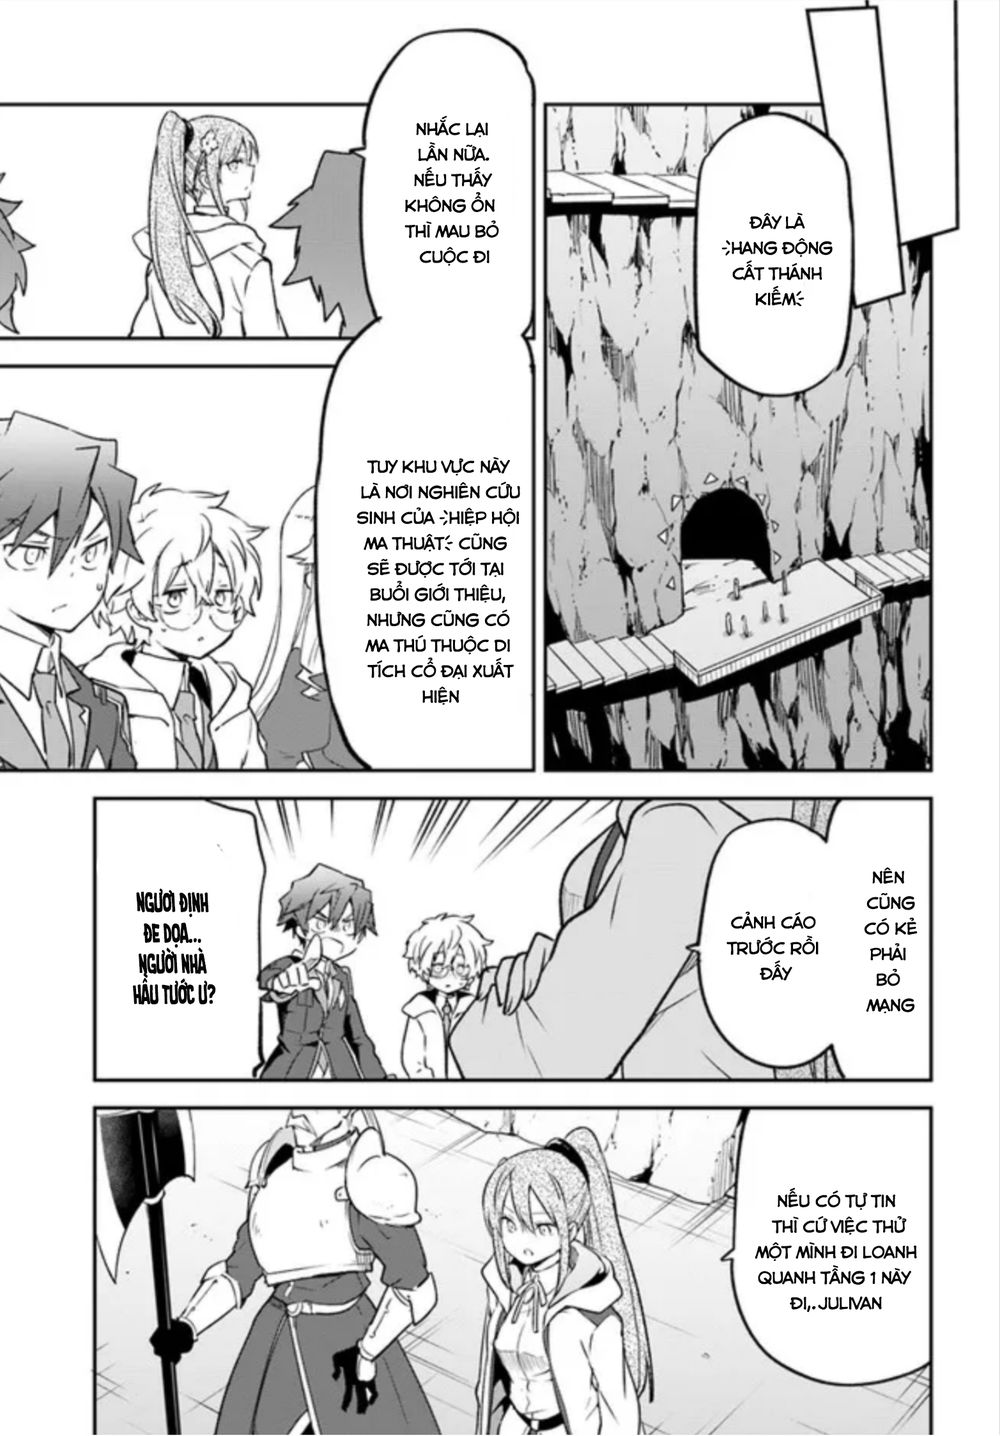 ĐÂY LÀ
⁊HANG ĐỘNG
CẤT THÁNH
KIẾM⁊
NHẮC LẠI
LẦN NỮA.
NẾU THẤY
KHÔNG ỔN
THÌ MAU BỎ
CUỘC ĐI
TUY KHU VỰC NÀY
LÀ NƠI NGHIÊN CỨU
SINH CỦA ⁊HIỆP HỘI
MA THUẬT⁊ CŨNG
SẼ ĐƯỢC TỚI TẠI
BUỔI GIỚI THIỆU,
NHƯNG CŨNG CÓ
MA THÚ THUỘC DI
TÍCH CỔ ĐẠI XUẤT
HIỆN
NÊN
CŨNG
CÓ KẺ
PHẢI
BỎ
MẠNG
CẢNH CÁO
TRƯỚC RỒI
ĐẤY
NGƯƠI ĐỊNH
ĐE DỌA...
NGƯỜI NHÀ
HẦU TƯỚC Ư?
NẾU CÓ TỰ TIN
THÌ CỨ VIỆC THỬ
MỘT MÌNH ĐI LOANH
QUANH TẦNG 1 NÀY
ĐI,. JULIVAN